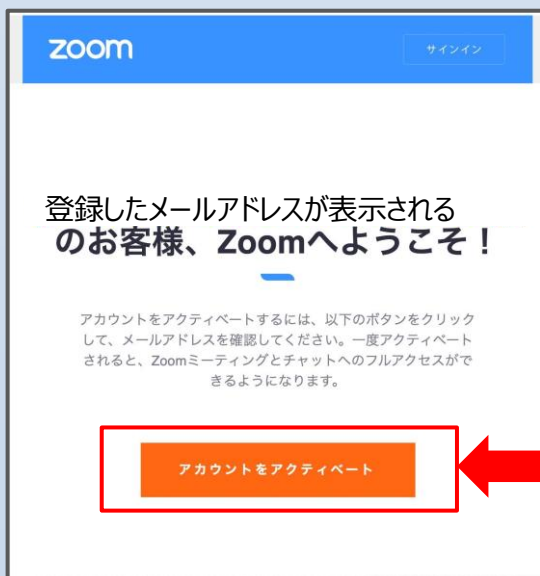 zoom
サインイン
登録したメールアドレスが表示される
のお客様、Zoomへようこそ！
アカウントをアクティベートするには、以下のボタンをクリック
して、メールアドレスを確認してください。一度アクティベート
されると、Zoomミーティングとチャットへのフルアクセスがで
きるようになります。
アカウントをアクティベート